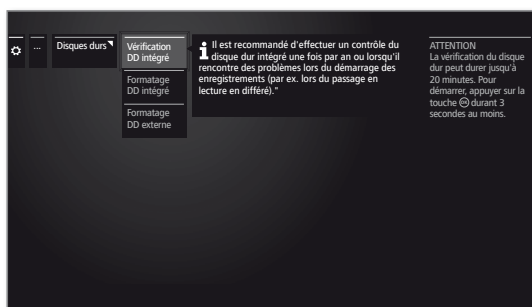 ...
Disques durs
Vérification
DD intégré
Formatage
DD intégré
Formatage
DD externe
i Il est recommandé d'effectuer un contrôle du
disque dur intégré une fois par an ou lorsqu'il
rencontre des problèmes lors du démarrage des
enregistrements (par ex. lors du passage en
lecture en différé)."
ATTENTION
La vérification du disque
dur peut durer jusqu'à
20 minutes. Pour
démarrer, appuyer sur la
touche OK durant 3
secondes au moins.